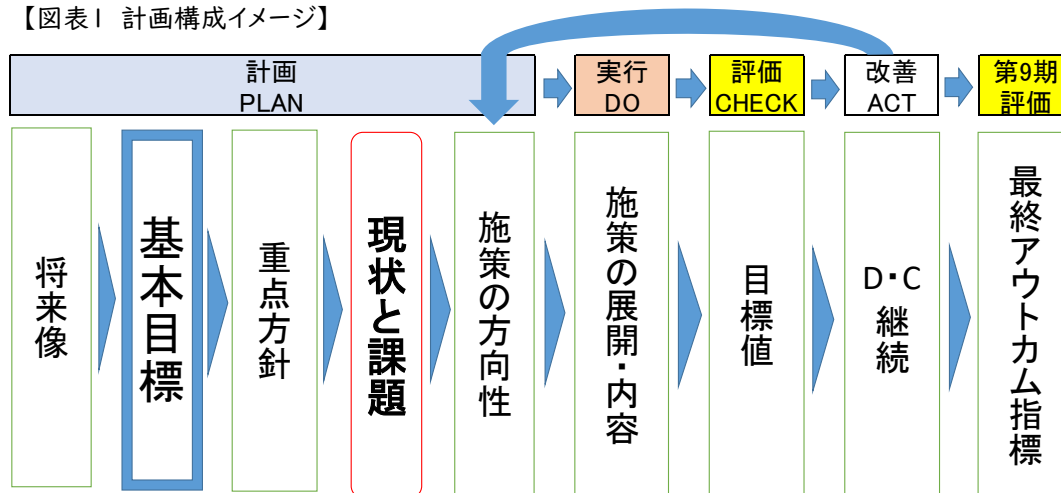 【図表1 計画構成イメージ】
計画
PLAN
実行
DO
評価
CHECK
改善
ACT
第9期
評価
将来像
基本目標
重点方針
現状と課題
施策の方向性
施策の展開・内容
目標値
D・C
継続
最終アウトカム指標